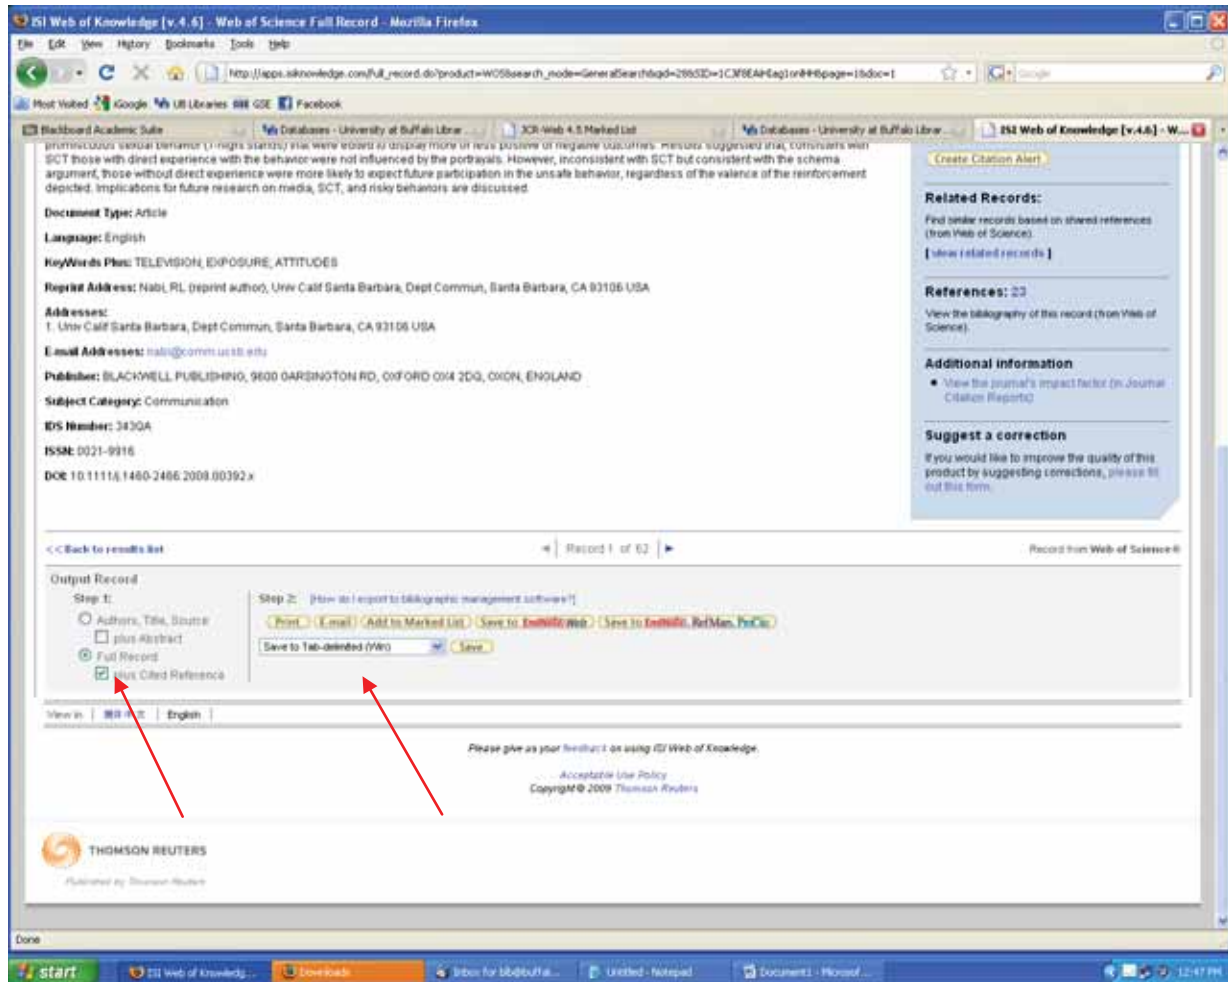 ISI Web of Knowledge [v.4.6] - Web of Science Full Record - Mozilla Firefox
File Edit View History Bookmarks Tools Help
Most Visited iGoogle UB Libraries GSE Facebook
Blackboard Academic Suite Databases - University at Buffalo Librar... JCR-Web 4.5 Marked List Databases - University at Buffalo Librar... ISI Web of Knowledge [v.4.6] - W...
SCT those with direct experience with the behavior were not influenced by the portrayals. However, inconsistent with SCT but consistent with the schema
argument, those without direct experience were more likely to expect future participation in the unsafe behavior, regardless of the valence of the reinforcement
depicted. Implications for future research on media, SCT, and risky behaviors are discussed.
Document Type: Article
Language: English
KeyWords Plus: TELEVISION; EXPOSURE; ATTITUDES
Reprint Address: Nabi, RL (reprint author), Univ Calif Santa Barbara, Dept Commun, Santa Barbara, CA 93106 USA
Addresses:
1. Univ Calif Santa Barbara, Dept Commun, Santa Barbara, CA 93106 USA
E-mail Addresses: nabi@comm.ucsb.edu
Publisher: BLACKWELL PUBLISHING, 9600 GARSINGTON RD, OXFORD OX4 2DQ, OXON, ENGLAND
Subject Category: Communication
IDS Number: 343QA
ISSN: 0021-9916
DOI: 10.1111/j.1460-2466.2008.00392.x
Create Citation Alert
Related Records:
Find similar records based on shared references
(from Web of Science).
[ view related records ]
References: 23
View the bibliography of this record (from Web of
Science).
Additional information
View the journal's impact factor (in Journal
Citation Reports)
Suggest a correction
If you would like to improve the quality of this
product by suggesting corrections, please fill
out this form.
<< Back to results list Record 1 of 62 Record from Web of Science®
Output Record
Step 1:
Authors, Title, Source
plus Abstract
Full Record
plus Cited Reference
Step 2: [How do I export to bibliographic management software?]
Print E-mail Add to Marked List Save to EndNote Web Save to EndNote, RefMan, ProCite
Save to Tab-delimited (Win) Save
View in English
Please give us your feedback on using ISI Web of Knowledge.
Acceptable Use Policy
Copyright © 2009 Thomson Reuters
THOMSON REUTERS
Published by Thomson Reuters
Done
start ISI Web of Knowledg... Downloads Inbox for Untitled - Notepad Document1 - Microsof... 12:47 PM